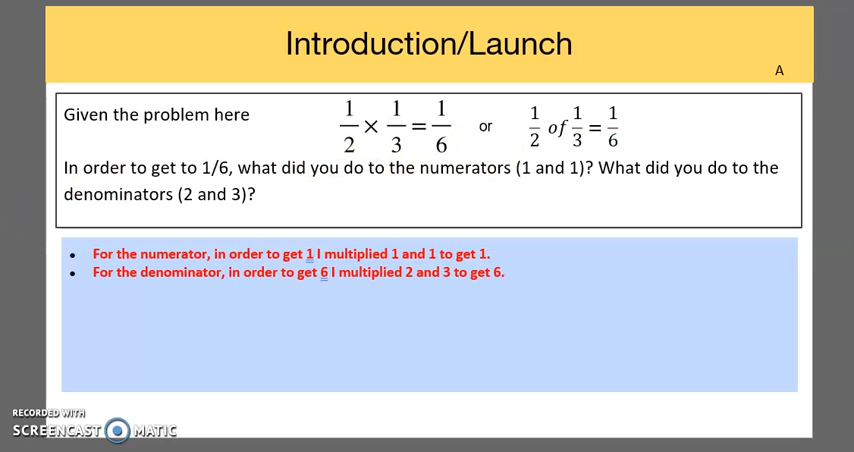 Introduction/Launch
A
Given the problem here 1/2 × 1/3 = 1/6 or 1/2 of 1/3 = 1/6
In order to get to 1/6, what did you do to the numerators (1 and 1)? What did you do to the
denominators (2 and 3)?
• For the numerator, in order to get 1 I multiplied 1 and 1 to get 1.
• For the denominator, in order to get 6 I multiplied 2 and 3 to get 6.
RECORDED WITH
SCREENCAST MATIC